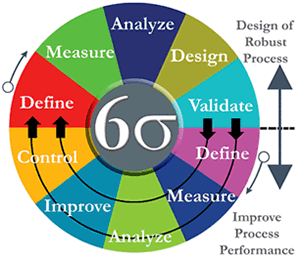 Analyze
Design of
Robust
Process
Measure
Design
Define
Validate
6σ
Control
Define
Improve
Measure
Analyze
Improve
Process
Performance